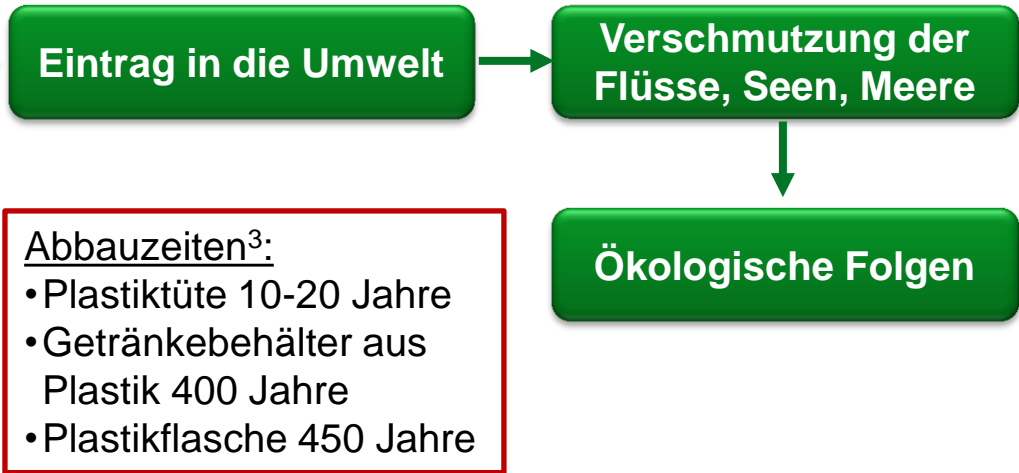 Eintrag in die Umwelt
Verschmutzung der
Flüsse, Seen, Meere
Ökologische Folgen
Abbauzeiten³:
•Plastiktüte 10-20 Jahre
•Getränkebehälter aus
Plastik 400 Jahre
•Plastikflasche 450 Jahre